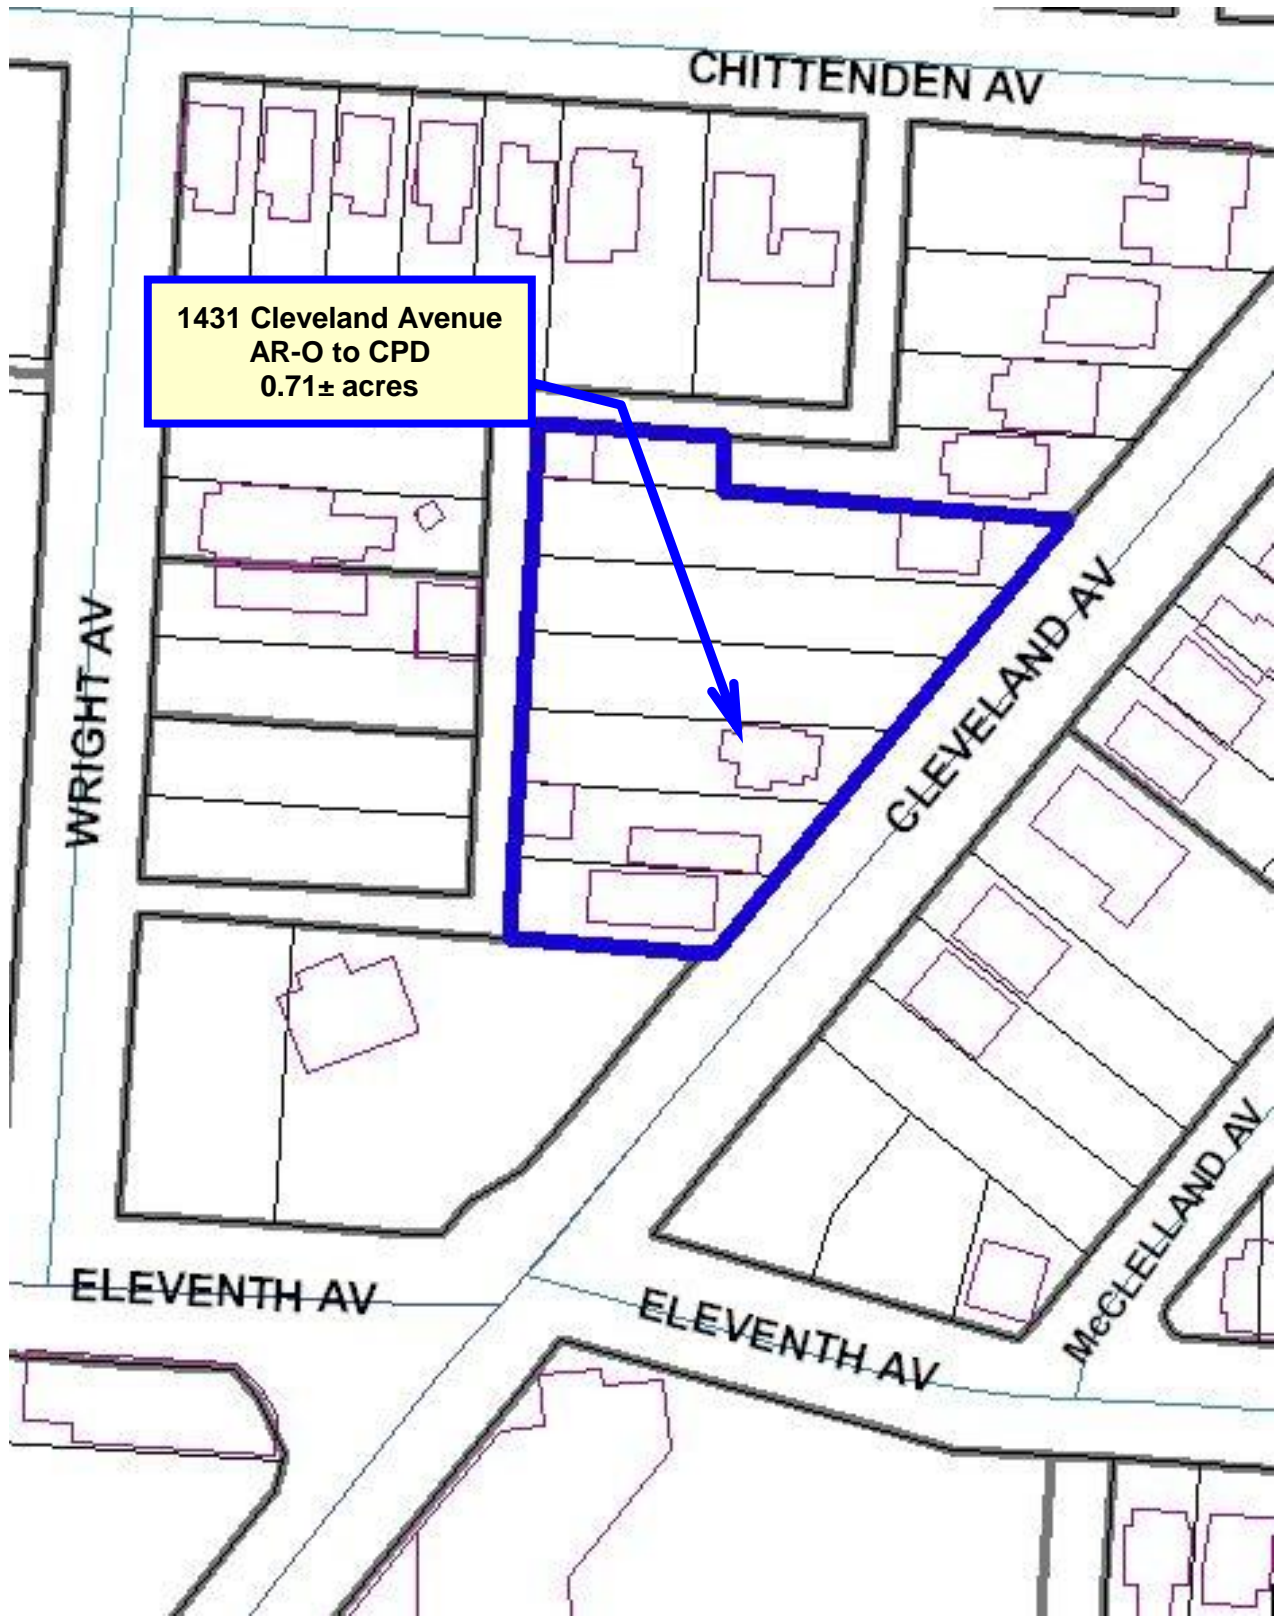 CHITTENDEN AV
1431 Cleveland Avenue
AR-O to CPD
0.71± acres
WRIGHT AV
CLEVELAND AV
McCLELLAND AV
ELEVENTH AV
ELEVENTH AV